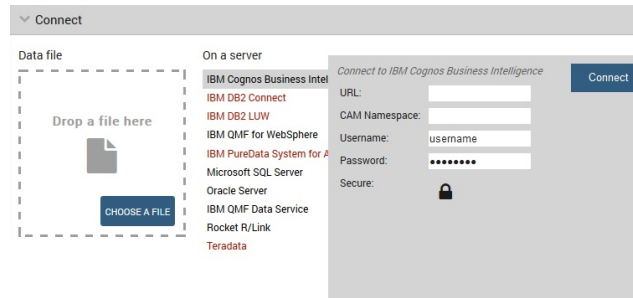 Connect
Data file
Drop a file here
CHOOSE A FILE
On a server
IBM Cognos Business Intel
IBM DB2 Connect
IBM DB2 LUW
IBM QMF for WebSphere
IBM PureData System for A
Microsoft SQL Server
Oracle Server
IBM QMF Data Service
Rocket R/Link
Teradata
Connect to IBM Cognos Business Intelligence
Connect
URL:
CAM Namespace:
Username: username
Password: ●●●●●●●●
Secure: